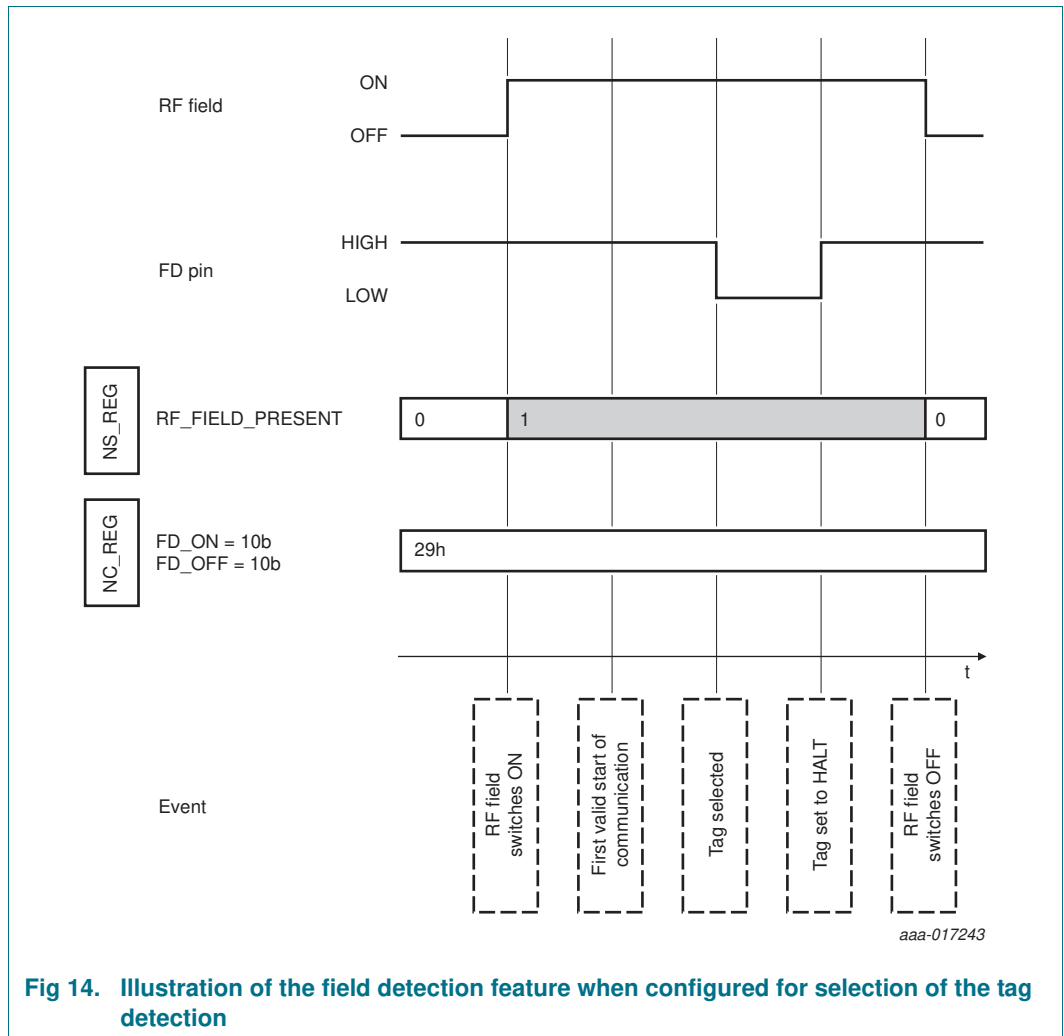 ON
RF field
OFF
HIGH
FD pin
LOW
NS_REG
RF_FIELD_PRESENT
0
1
0
NC_REG
FD_ON = 10b
FD_OFF = 10b
29h
t
Event
RF field
switches ON
First valid start of
communication
Tag selected
Tag set to HALT
RF field
switches OFF
aaa-017243
Fig 14. Illustration of the field detection feature when configured for selection of the tag
detection